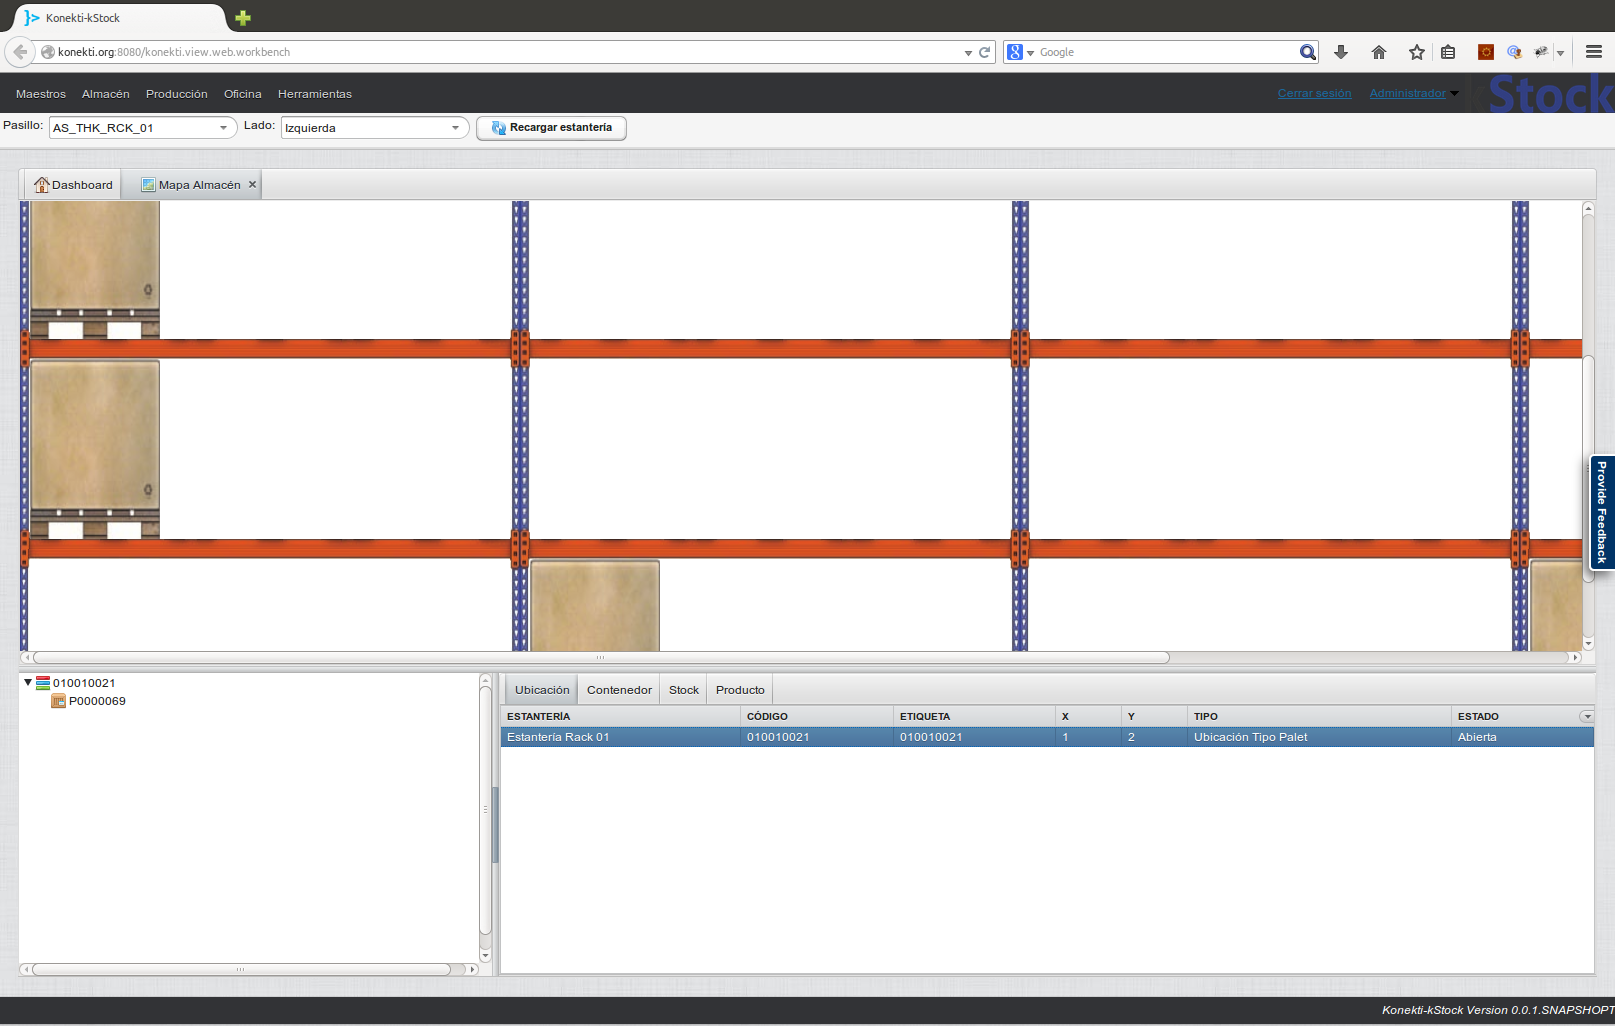 Konekti-kStock
konekti.org:8080/konekti.view.web.workbench
Google
Maestros Almacén Producción Oficina Herramientas
Cerrar sesión Administrador
kStock
Pasillo: AS_THK_RCK_01 Lado: Izquierda Recargar estantería
Dashboard Mapa Almacén
Provide Feedback
010010021
P0000069
Ubicación Contenedor Stock Producto
ESTANTERÍA CÓDIGO ETIQUETA X Y TIPO ESTADO
Estantería Rack 01 010010021 010010021 1 2 Ubicación Tipo Palet Abierta
Konekti-kStock Version 0.0.1.SNAPSHOPT